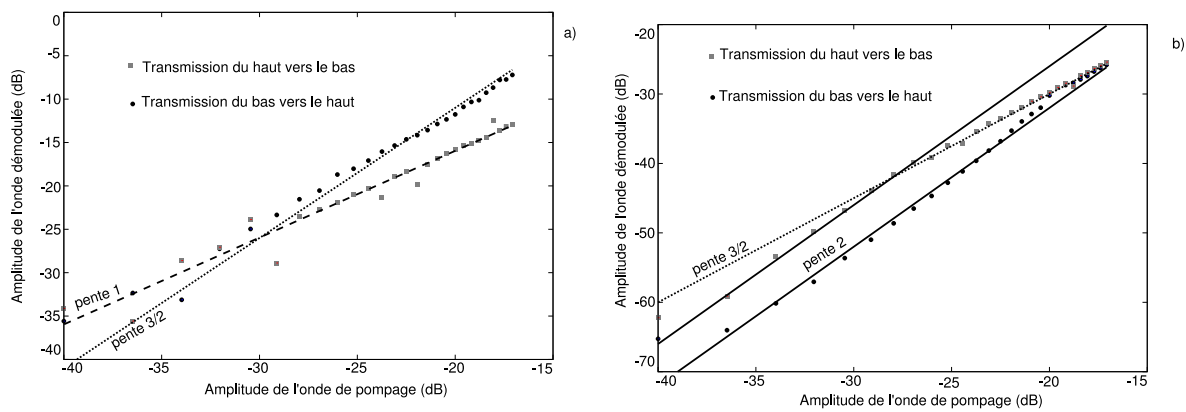 a)
0
-5
-10
-15
-20
-25
-30
-35
-40
Amplitude de l'onde démodulée (dB)
Transmission du haut vers le bas
Transmission du bas vers le haut
pente 1
pente 3/2
-40
-35
-30
-25
-20
-15
Amplitude de l'onde de pompage (dB)
b)
-20
-30
-40
-50
-60
-70
Amplitude de l'onde démodulée (dB)
Transmission du haut vers le bas
Transmission du bas vers le haut
pente 3/2
pente 2
-40
-35
-30
-25
-20
-15
Amplitude de l'onde de pompage (dB)